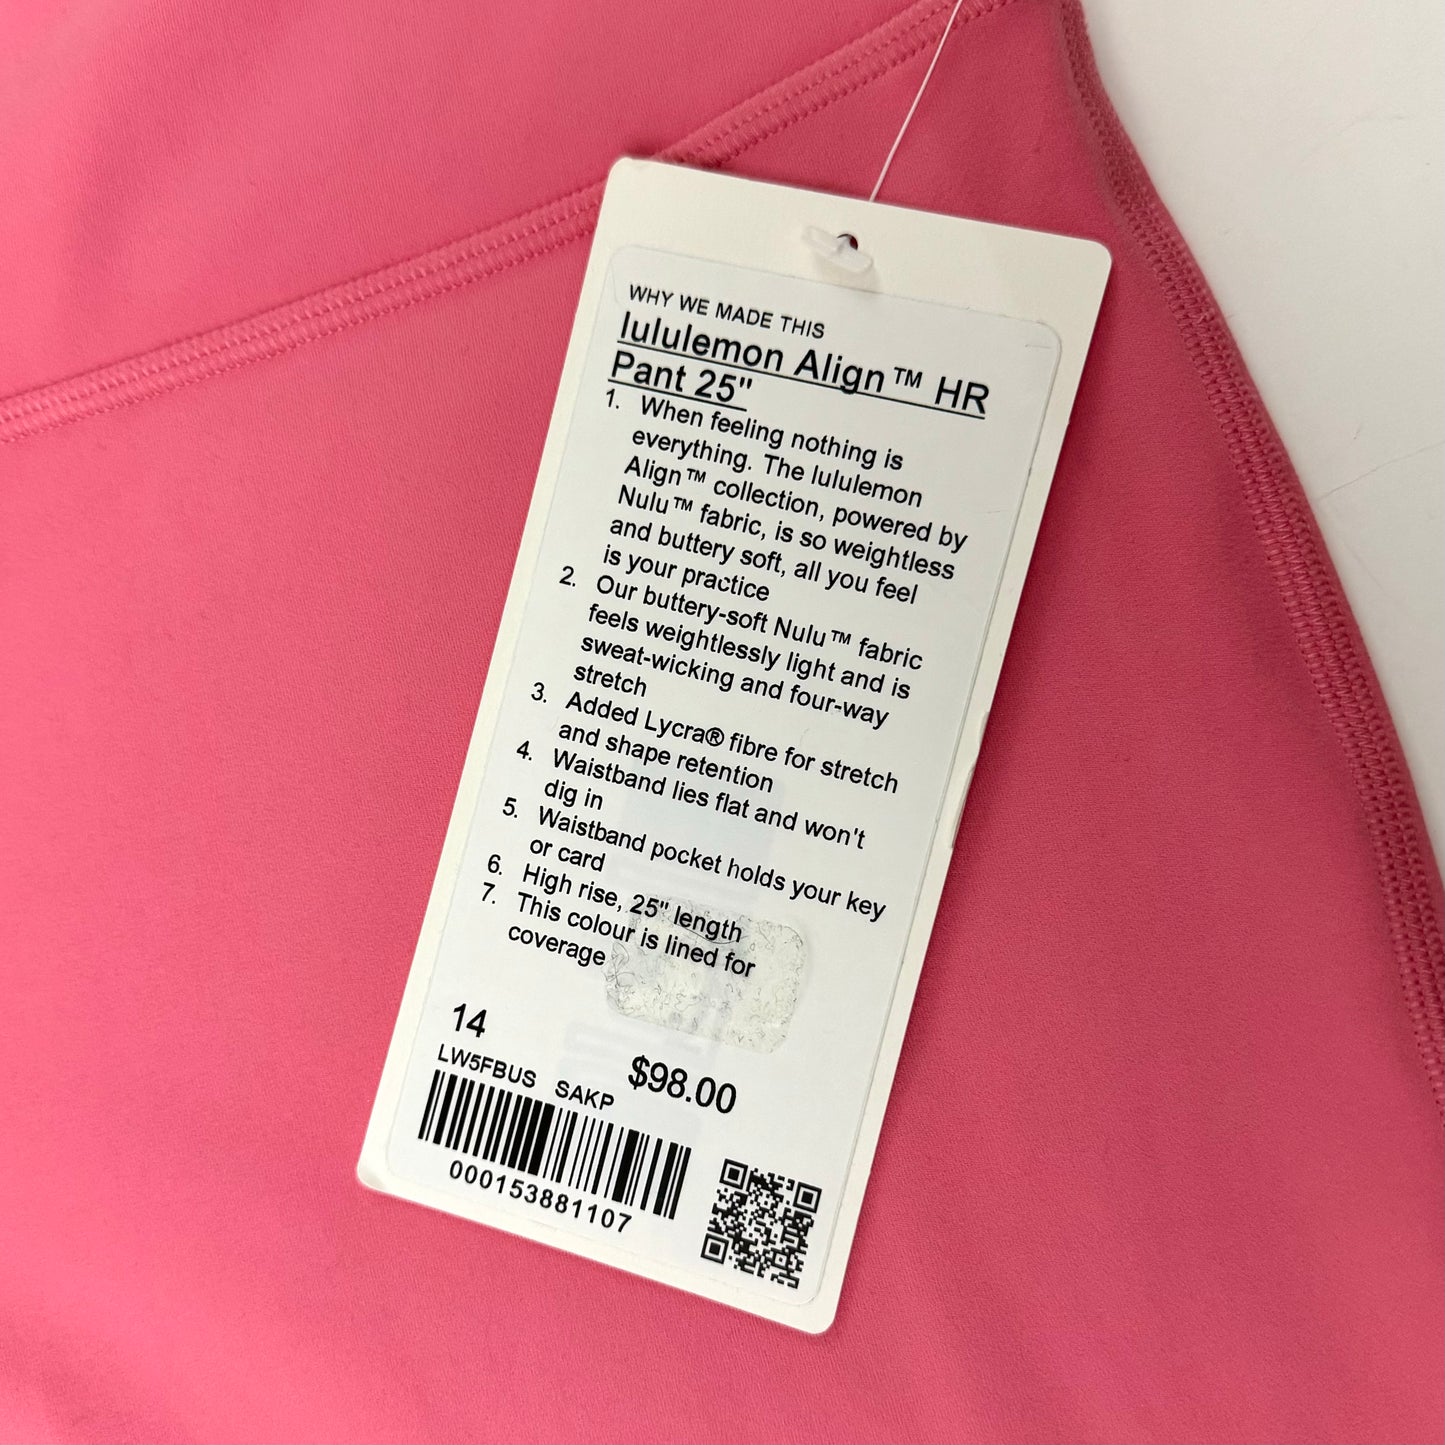 WHY WE MADE THIS
lululemon Align™ HR
Pant 25"
1. When feeling nothing is
everything. The lululemon
Align™ collection, powered by
Nulu™ fabric, is so weightless
and buttery soft, all you feel
is your practice
2. Our buttery-soft Nulu™ fabric
feels weightlessly light and is
sweat-wicking and four-way
stretch
3. Added Lycra® fibre for stretch
and shape retention
4. Waistband lies flat and won't
dig in
5. Waistband pocket holds your key
or card
6. High rise, 25" length
7. This colour is lined for
coverage
14
$98.00
LW5FBUS SAKP
000153881107